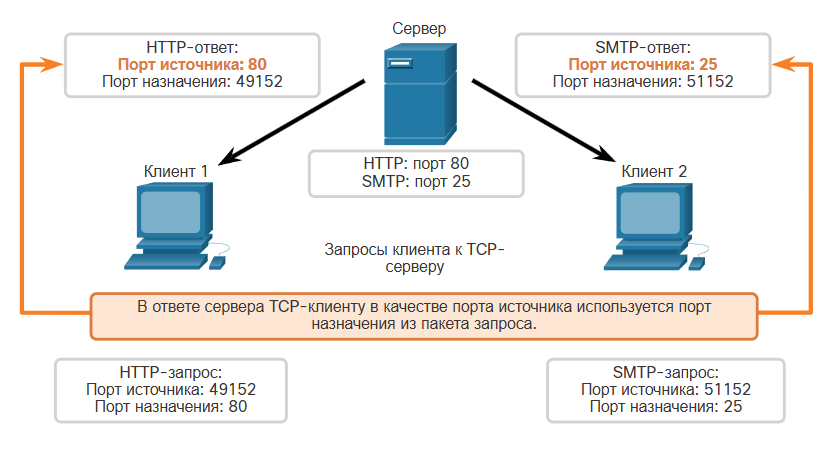 Сервер
HTTP-ответ:
Порт источника: 80
Порт назначения: 49152
SMTP-ответ:
Порт источника: 25
Порт назначения: 51152
HTTP: порт 80
SMTP: порт 25
Клиент 1
Клиент 2
Запросы клиента к TCP-
серверу
В ответе сервера TCP-клиенту в качестве порта источника используется порт
назначения из пакета запроса.
HTTP-запрос:
Порт источника: 49152
Порт назначения: 80
SMTP-запрос:
Порт источника: 51152
Порт назначения: 25